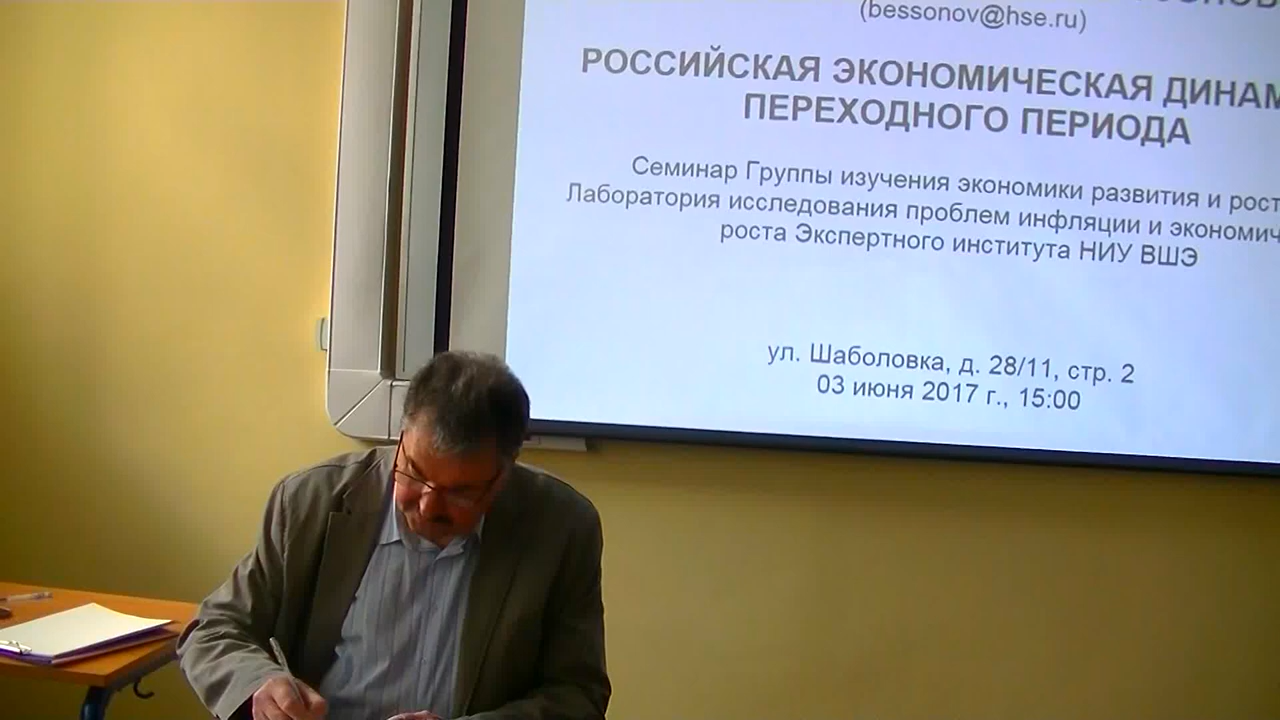 (bessonov@hse.ru)
РОССИЙСКАЯ ЭКОНОМИЧЕСКАЯ ДИНАМ
ПЕРЕХОДНОГО ПЕРИОДА
Семинар Группы изучения экономики развития и рост
Лаборатория исследования проблем инфляции и экономич
роста Экспертного института НИУ ВШЭ
ул. Шаболовка, д. 28/11, стр. 2
03 июня 2017 г., 15:00